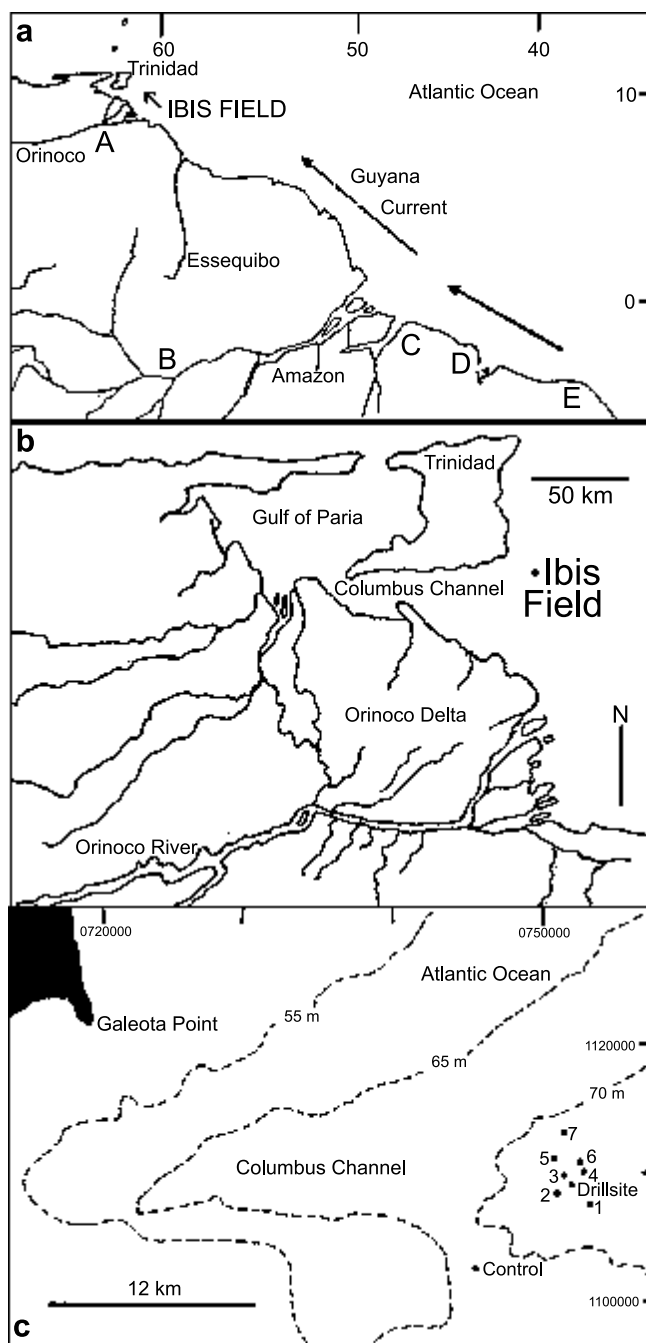 a
60
50
40
34
Trinidad
IBIS FIELD
Atlantic Ocean
10
A
Orinoco
Guyana
Current
Essequibo
0
B
C
D
E
Amazon
b
Trinidad
50 km
Gulf of Paria
Columbus Channel
Ibis
Field
Orinoco Delta
N
Orinoco River
0720000
0750000
Atlantic Ocean
Galeota Point
55 m
1120000
65 m
70 m
7
5
6
3
4
Drillsite
2
1
Columbus Channel
Control
12 km
1100000
c